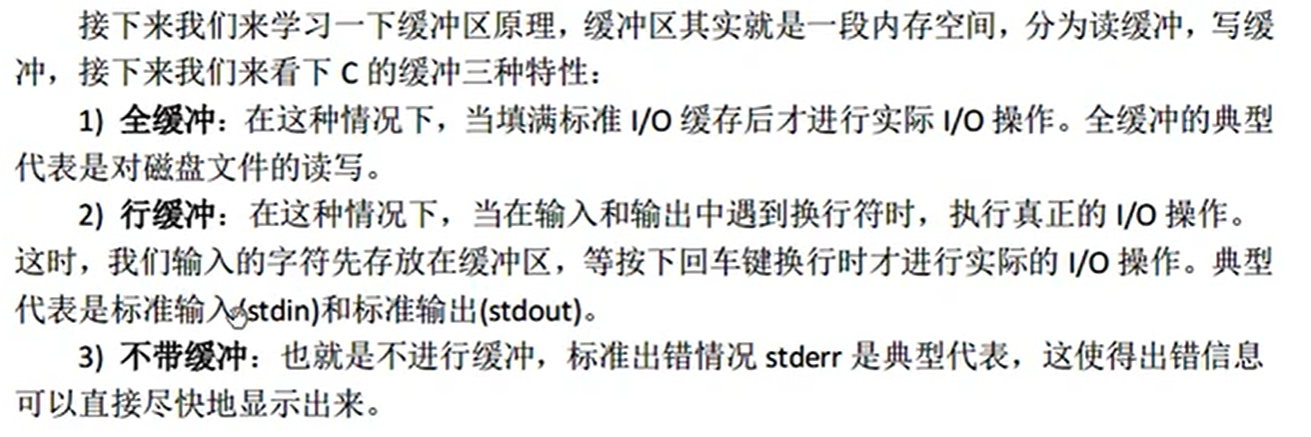 接下来我们来学习一下缓冲区原理，缓冲区其实就是一段内存空间，分为读缓冲，写缓
冲，接下来我们来看下 C 的缓冲三种特性：
1) 全缓冲：在这种情况下，当填满标准 I/O 缓存后才进行实际 I/O 操作。全缓冲的典型
代表是对磁盘文件的读写。
2) 行缓冲：在这种情况下，当在输入和输出中遇到换行符时，执行真正的 I/O 操作。
这时，我们输入的字符先存放在缓冲区，等按下回车键换行时才进行实际的 I/O 操作。典型
代表是标准输入(stdin)和标准输出(stdout)。
3) 不带缓冲：也就是不进行缓冲，标准出错情况 stderr 是典型代表，这使得出错信息
可以直接尽快地显示出来。